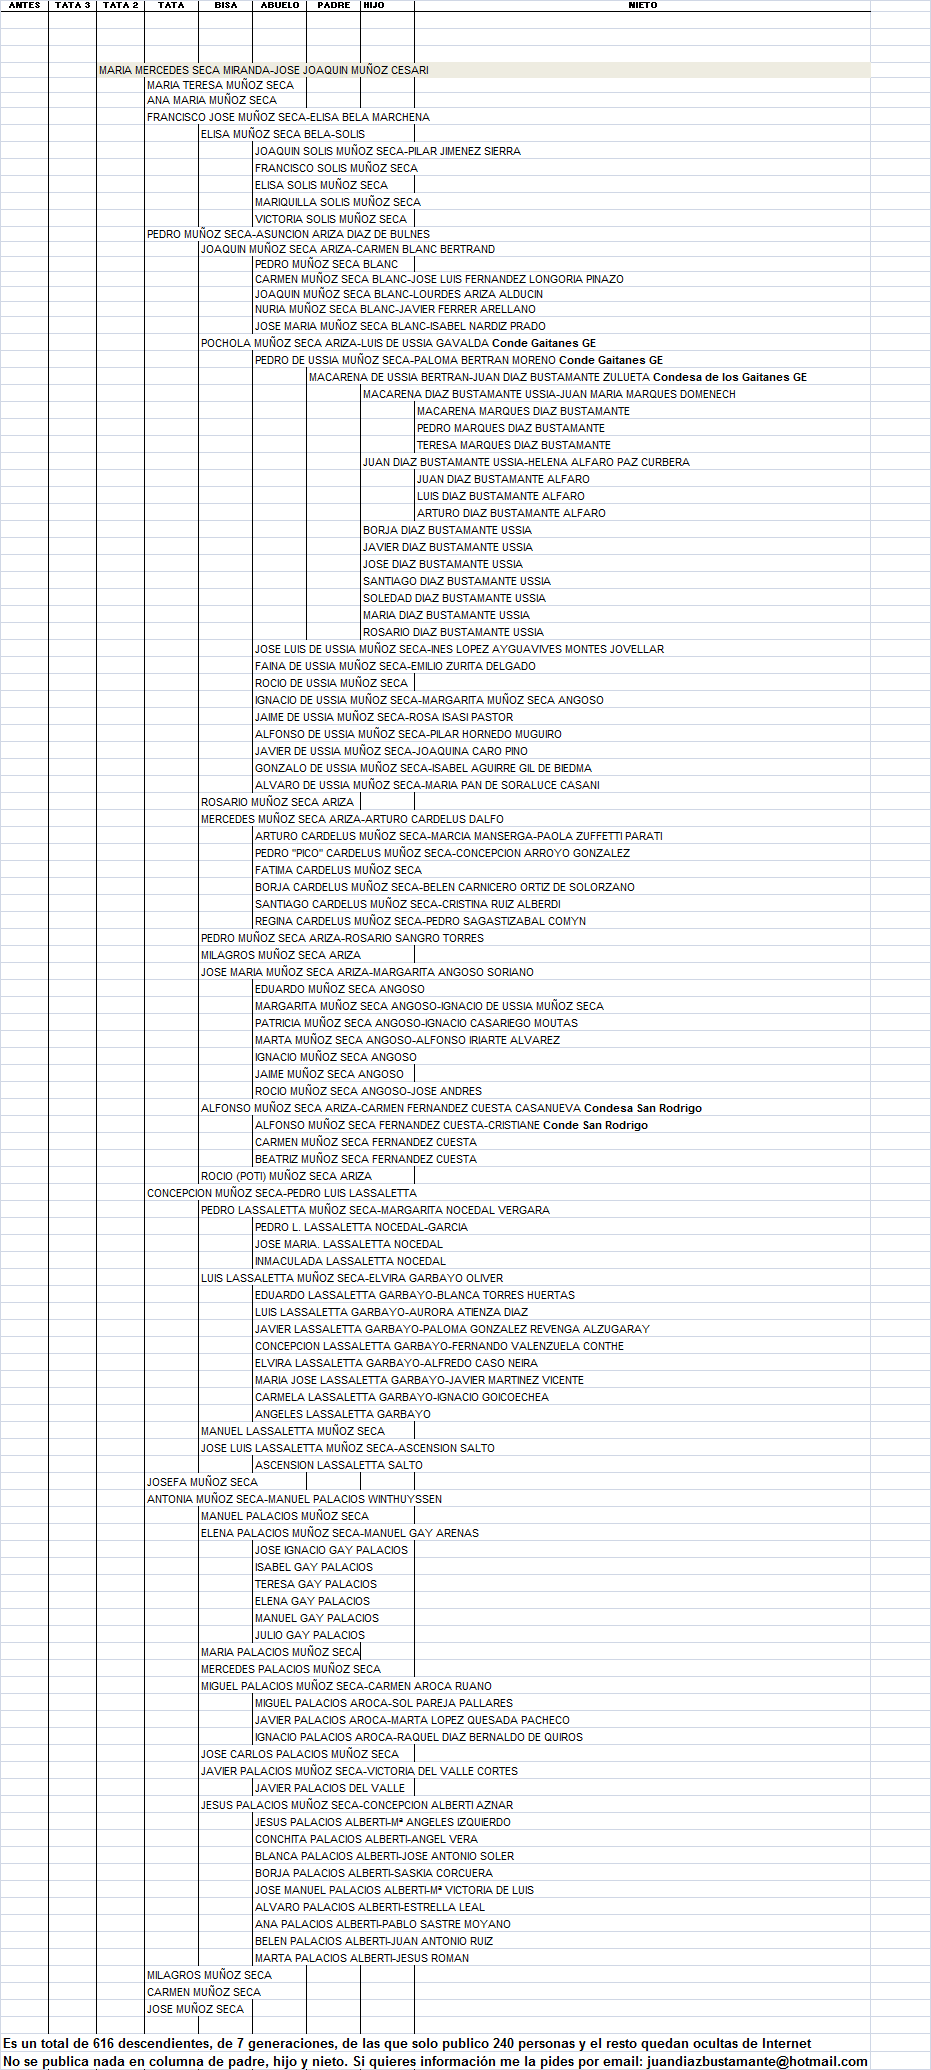 ANTES TATA 3 TATA 2 TATA BISA ABUELO PADRE HIJO NIETO
MARIA MERCEDES SECA MIRANDA-JOSE JOAQUIN MUÑOZ CESARI
MARIA TERESA MUÑOZ SECA
ANA MARIA MUÑOZ SECA
FRANCISCO JOSE MUÑOZ SECA-ELISA BELA MARCHENA
ELISA MUÑOZ SECA BELA-SOLIS
JOAQUIN SOLIS MUÑOZ SECA-PILAR JIMENEZ SIERRA
FRANCISCO SOLIS MUÑOZ SECA
ELISA SOLIS MUÑOZ SECA
MARIQUILLA SOLIS MUÑOZ SECA
VICTORIA SOLIS MUÑOZ SECA
PEDRO MUÑOZ SECA-ASUNCION ARIZA DIAZ DE BULNES
JOAQUIN MUÑOZ SECA ARIZA-CARMEN BLANC BERTRAND
PEDRO MUÑOZ SECA BLANC
CARMEN MUÑOZ SECA BLANC-JOSE LUIS FERNANDEZ LONGORIA PINAZO
JOAQUIN MUÑOZ SECA BLANC-LOURDES ARIZA ALDUCIN
NURIA MUÑOZ SECA BLANC-JAVIER FERRER ARELLANO
JOSE MARIA MUÑOZ SECA BLANC-ISABEL NARDIZ PRADO
POCHOLA MUÑOZ SECA ARIZA-LUIS DE USSIA GAVALDA Conde Gaitanes GE
PEDRO DE USSIA MUÑOZ SECA-PALOMA BERTRAN MORENO Conde Gaitanes GE
MACARENA DE USSIA BERTRAN-JUAN DIAZ BUSTAMANTE ZULUETA Condesa de los Gaitanes GE
MACARENA DIAZ BUSTAMANTE USSIA-JUAN MARIA MARQUES DOMENECH
MACARENA MARQUES DIAZ BUSTAMANTE
PEDRO MARQUES DIAZ BUSTAMANTE
TERESA MARQUES DIAZ BUSTAMANTE
JUAN DIAZ BUSTAMANTE USSIA-HELENA ALFARO PAZ CURBERA
JUAN DIAZ BUSTAMANTE ALFARO
LUIS DIAZ BUSTAMANTE ALFARO
ARTURO DIAZ BUSTAMANTE ALFARO
BORJA DIAZ BUSTAMANTE USSIA
JAVIER DIAZ BUSTAMANTE USSIA
JOSE DIAZ BUSTAMANTE USSIA
SANTIAGO DIAZ BUSTAMANTE USSIA
SOLEDAD DIAZ BUSTAMANTE USSIA
MARIA DIAZ BUSTAMANTE USSIA
ROSARIO DIAZ BUSTAMANTE USSIA
JOSE LUIS DE USSIA MUÑOZ SECA-INES LOPEZ AYGUAVIVES MONTES JOVELLAR
FAINA DE USSIA MUÑOZ SECA-EMILIO ZURITA DELGADO
ROCIO DE USSIA MUÑOZ SECA
IGNACIO DE USSIA MUÑOZ SECA-MARGARITA MUÑOZ SECA ANGOSO
JAIME DE USSIA MUÑOZ SECA-ROSA ISASI PASTOR
ALFONSO DE USSIA MUÑOZ SECA-PILAR HORNEDO MUGUIRO
JAVIER DE USSIA MUÑOZ SECA-JOAQUINA CARO PINO
GONZALO DE USSIA MUÑOZ SECA-ISABEL AGUIRRE GIL DE BIEDMA
ALVARO DE USSIA MUÑOZ SECA-MARIA PAN DE SORALUCE CASANI
ROSARIO MUÑOZ SECA ARIZA
MERCEDES MUÑOZ SECA ARIZA-ARTURO CARDELUS DALFO
ARTURO CARDELUS MUÑOZ SECA-MARCIA MANSERGA-PAOLA ZUFFETTI PARATI
PEDRO "PICO" CARDELUS MUÑOZ SECA-CONCEPCION ARROYO GONZALEZ
FATIMA CARDELUS MUÑOZ SECA
BORJA CARDELUS MUÑOZ SECA-BELEN CARNICERO ORTIZ DE SOLORZANO
SANTIAGO CARDELUS MUÑOZ SECA-CRISTINA RUIZ ALBERDI
REGINA CARDELUS MUÑOZ SECA-PEDRO SAGASTIZABAL COMYN
PEDRO MUÑOZ SECA ARIZA-ROSARIO SANGRO TORRES
MILAGROS MUÑOZ SECA ARIZA
JOSE MARIA MUÑOZ SECA ARIZA-MARGARITA ANGOSO SORIANO
EDUARDO MUÑOZ SECA ANGOSO
MARGARITA MUÑOZ SECA ANGOSO-IGNACIO DE USSIA MUÑOZ SECA
PATRICIA MUÑOZ SECA ANGOSO-IGNACIO CASARIEGO MOUTAS
MARTA MUÑOZ SECA ANGOSO-ALFONSO IRIARTE ALVAREZ
IGNACIO MUÑOZ SECA ANGOSO
JAIME MUÑOZ SECA ANGOSO
ROCIO MUÑOZ SECA ANGOSO-JOSE ANDRES
ALFONSO MUÑOZ SECA ARIZA-CARMEN FERNANDEZ CUESTA CASANUEVA Condesa San Rodrigo
ALFONSO MUÑOZ SECA FERNANDEZ CUESTA-CRISTIANE Conde San Rodrigo
CARMEN MUÑOZ SECA FERNANDEZ CUESTA
BEATRIZ MUÑOZ SECA FERNANDEZ CUESTA
ROCIO (POTI) MUÑOZ SECA ARIZA
CONCEPCION MUÑOZ SECA-PEDRO LUIS LASSALETTA
PEDRO LASSALETTA MUÑOZ SECA-MARGARITA NOCEDAL VERGARA
PEDRO L. LASSALETTA NOCEDAL-GARCIA
JOSE MARIA. LASSALETTA NOCEDAL
INMACULADA LASSALETTA NOCEDAL
LUIS LASSALETTA MUÑOZ SECA-ELVIRA GARBAYO OLIVER
EDUARDO LASSALETTA GARBAYO-BLANCA TORRES HUERTAS
LUIS LASSALETTA GARBAYO-AURORA ATIENZA DIAZ
JAVIER LASSALETTA GARBAYO-PALOMA GONZALEZ REVENGA ALZUGARAY
CONCEPCION LASSALETTA GARBAYO-FERNANDO VALENZUELA CONTHE
ELVIRA LASSALETTA GARBAYO-ALFREDO CASO NEIRA
MARIA JOSE LASSALETTA GARBAYO-JAVIER MARTINEZ VICENTE
CARMELA LASSALETTA GARBAYO-IGNACIO GOICOECHEA
ANGELES LASSALETTA GARBAYO
MANUEL LASSALETTA MUÑOZ SECA
JOSE LUIS LASSALETTA MUÑOZ SECA-ASCENSION SALTO
ASCENSION LASSALETTA SALTO
JOSEFA MUÑOZ SECA
ANTONIA MUÑOZ SECA-MANUEL PALACIOS WINTHUYSSEN
MANUEL PALACIOS MUÑOZ SECA
ELENA PALACIOS MUÑOZ SECA-MANUEL GAY ARENAS
JOSE IGNACIO GAY PALACIOS
ISABEL GAY PALACIOS
TERESA GAY PALACIOS
ELENA GAY PALACIOS
MANUEL GAY PALACIOS
JULIO GAY PALACIOS
MARIA PALACIOS MUÑOZ SECA
MERCEDES PALACIOS MUÑOZ SECA
MIGUEL PALACIOS MUÑOZ SECA-CARMEN AROCA RUANO
MIGUEL PALACIOS AROCA-SOL PAREJA PALLARES
JAVIER PALACIOS AROCA-MARTA LOPEZ QUESADA PACHECO
IGNACIO PALACIOS AROCA-RAQUEL DIAZ BERNALDO DE QUIROS
JOSE CARLOS PALACIOS MUÑOZ SECA
JAVIER PALACIOS MUÑOZ SECA-VICTORIA DEL VALLE CORTES
JAVIER PALACIOS DEL VALLE
JESUS PALACIOS MUÑOZ SECA-CONCEPCION ALBERTI AZNAR
JESUS PALACIOS ALBERTI-Mª ANGELES IZQUIERDO
CONCHITA PALACIOS ALBERTI-ANGEL VERA
BLANCA PALACIOS ALBERTI-JOSE ANTONIO SOLER
BORJA PALACIOS ALBERTI-SASKIA CORCUERA
JOSE MANUEL PALACIOS ALBERTI-Mª VICTORIA DE LUIS
ALVARO PALACIOS ALBERTI-ESTRELLA LEAL
ANA PALACIOS ALBERTI-PABLO SASTRE MOYANO
BELEN PALACIOS ALBERTI-JUAN ANTONIO RUIZ
MARTA PALACIOS ALBERTI-JESUS ROMAN
MILAGROS MUÑOZ SECA
CARMEN MUÑOZ SECA
JOSE MUÑOZ SECA
Es un total de 616 descendientes, de 7 generaciones, de las que solo publico 240 personas y el resto quedan ocultas de Internet
No se publica nada en columna de padre, hijo y nieto. Si quieres información me la pides por email: juandiazbustamante@hotmail.com